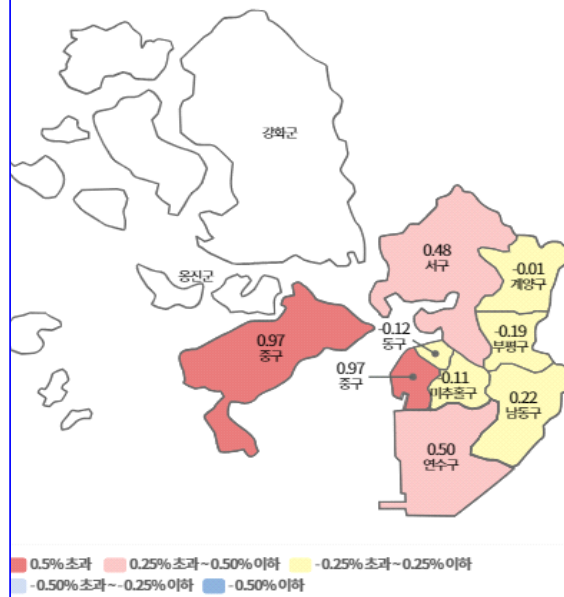 강화군
옹진군
0.48
서구
-0.01
계양구
-0.12
동구
-0.19
부평구
0.97
중구
0.97
중구
-0.11
미추홀구
0.22
남동구
0.50
연수구
0.5% 초과 0.25% 초과 ~ 0.50% 이하 - 0.25% 초과 ~ 0.25% 이하
- 0.50% 초과 ~ - 0.25% 이하 - 0.50% 이하